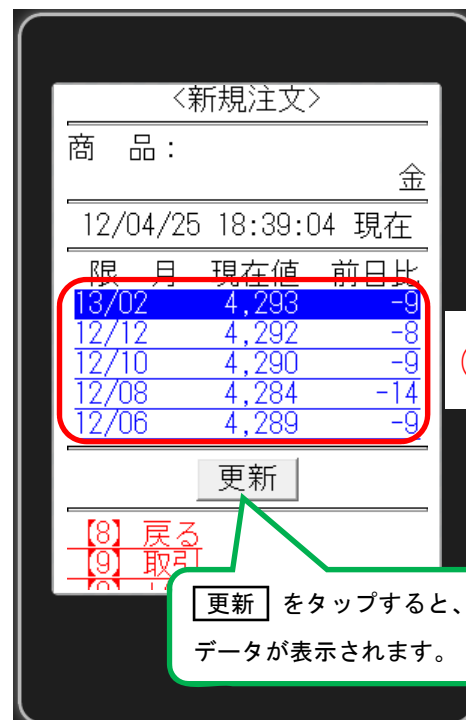 <新規注文>
商　品：
金
12/04/25 18:39:04 現在
限　月　現在値　前日比
13/02　4,293　-9
12/12　4,292　-8
12/10　4,290　-9
12/08　4,284　-14
12/06　4,289　-9
更新
【8】戻る
【9】取引
更新 をタップすると、
データが表示されます。